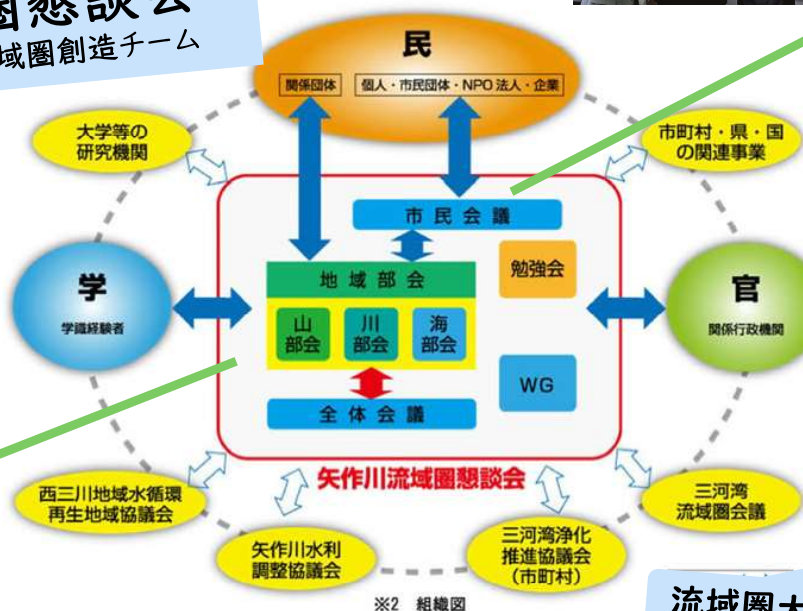 圏懇談会
域圏創造チーム
民
関係団体
個人・市民団体・NPO法人・企業
大学等の
研究機関
市町村・県・国
の関連事業
市民会議
勉強会
地域部会
山
部会
川
部会
海
部会
学
学識経験者
官
関係行政機関
WG
全体会議
矢作川流域圏懇談会
西三川地域水循環
再生地域協議会
三河湾
流域圏会議
矢作川水利
調整協議会
三河湾浄化
推進協議会
(市町村)
※2 組織図
流域圏